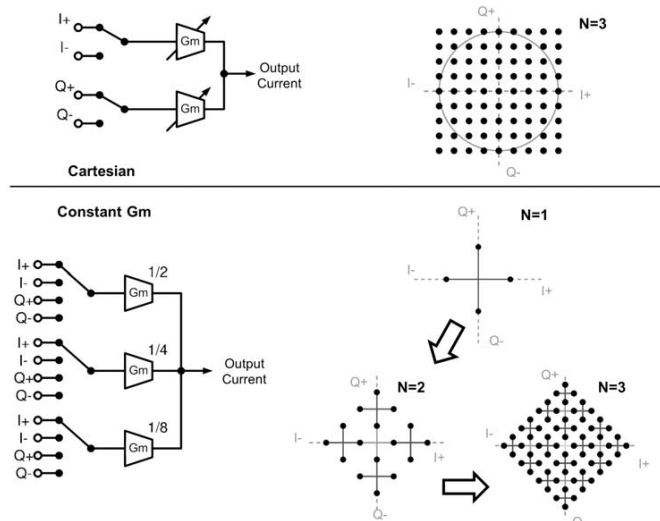 I+
I-
Gm
Q+
Q-
Gm
Output
Current
Cartesian
Q+
N=3
I-
I+
Q-
Constant Gm
I+
I-
Q+
Q-
Gm
1/2
I+
I-
Q+
Q-
Gm
1/4
Output
Current
I+
I-
Q+
Q-
Gm
1/8
Q+
N=1
I-
I+
Q-
Q+
N=2
I-
I+
Q-
Q+
N=3
I-
I+
Q-